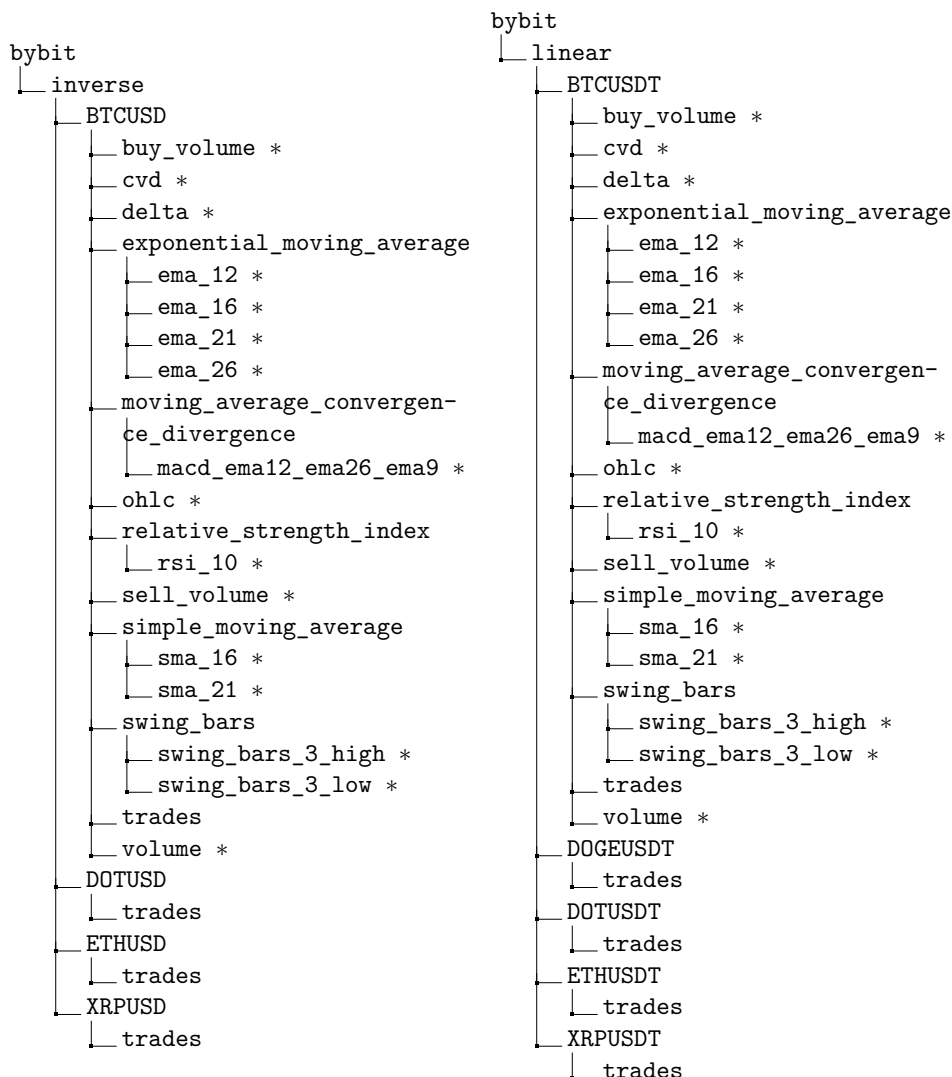 bybit
inverse
BTCUSD
buy_volume *
cvd *
delta *
exponential_moving_average
ema_12 *
ema_16 *
ema_21 *
ema_26 *
moving_average_convergen-
ce_divergence
macd_ema12_ema26_ema9 *
ohlc *
relative_strength_index
rsi_10 *
sell_volume *
simple_moving_average
sma_16 *
sma_21 *
swing_bars
swing_bars_3_high *
swing_bars_3_low *
trades
volume *
DOTUSD
trades
ETHUSD
trades
XRPUSD
trades
bybit
linear
BTCUSDT
buy_volume *
cvd *
delta *
exponential_moving_average
ema_12 *
ema_16 *
ema_21 *
ema_26 *
moving_average_convergen-
ce_divergence
macd_ema12_ema26_ema9 *
ohlc *
relative_strength_index
rsi_10 *
sell_volume *
simple_moving_average
sma_16 *
sma_21 *
swing_bars
swing_bars_3_high *
swing_bars_3_low *
trades
volume *
DOGEUSDT
trades
DOTUSDT
trades
ETHUSDT
trades
XRPUSDT
trades